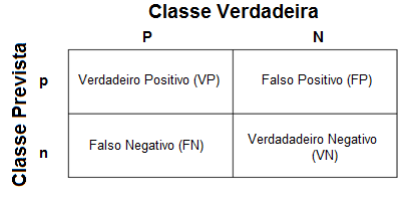 Classe Verdadeira
P N
Classe Prevista
p Verdadeiro Positivo (VP) Falso Positivo (FP)
n Falso Negativo (FN) Verdadadeiro Negativo
(VN)